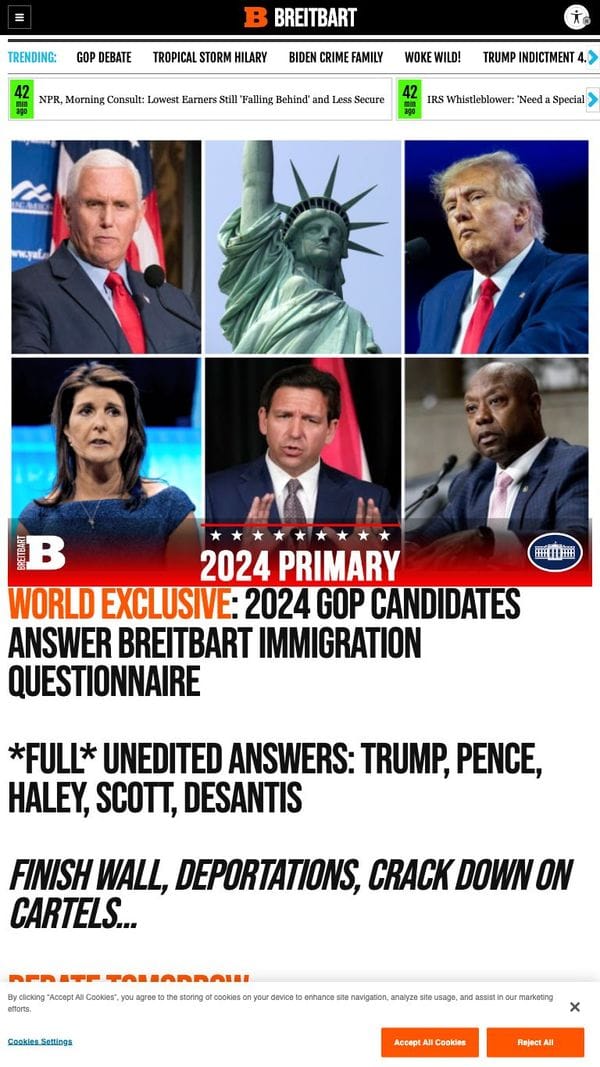 BREITBART
TRENDING: GOP DEBATE TROPICAL STORM HILARY BIDEN CRIME FAMILY WOKE WILD! TRUMP INDICTMENT 4.
42 min ago
NPR, Morning Consult: Lowest Earners Still 'Falling Behind' and Less Secure
42 min ago
IRS Whistleblower: 'Need a Special
www.yaf.
BREITBART
B
2024 PRIMARY
WORLD EXCLUSIVE: 2024 GOP CANDIDATES
ANSWER BREITBART IMMIGRATION
QUESTIONNAIRE
*FULL* UNEDITED ANSWERS: TRUMP, PENCE,
HALEY, SCOTT, DESANTIS
FINISH WALL, DEPORTATIONS, CRACK DOWN ON
CARTELS...
DEBATE TOMORROW
By clicking "Accept All Cookies", you agree to the storing of cookies on your device to enhance site navigation, analyze site usage, and assist in our marketing
efforts.
Cookies Settings
Accept All Cookies
Reject All